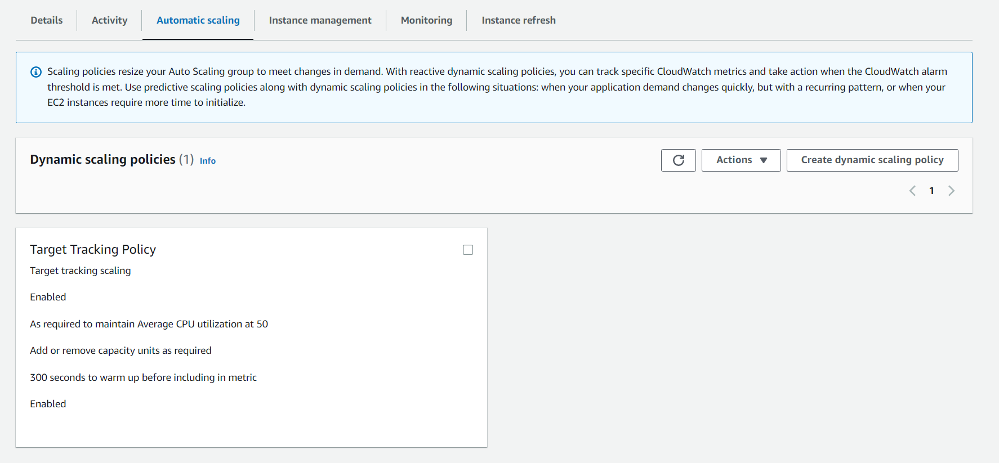 Details
Activity
Automatic scaling
Instance management
Monitoring
Instance refresh
Scaling policies resize your Auto Scaling group to meet changes in demand. With reactive dynamic scaling policies, you can track specific CloudWatch metrics and take action when the CloudWatch alarm
threshold is met. Use predictive scaling policies along with dynamic scaling policies in the following situations: when your application demand changes quickly, but with a recurring pattern, or when your
EC2 instances require more time to initialize.
Dynamic scaling policies (1) Info
Actions
Create dynamic scaling policy
1
Target Tracking Policy
Target tracking scaling
Enabled
As required to maintain Average CPU utilization at 50
Add or remove capacity units as required
300 seconds to warm up before including in metric
Enabled